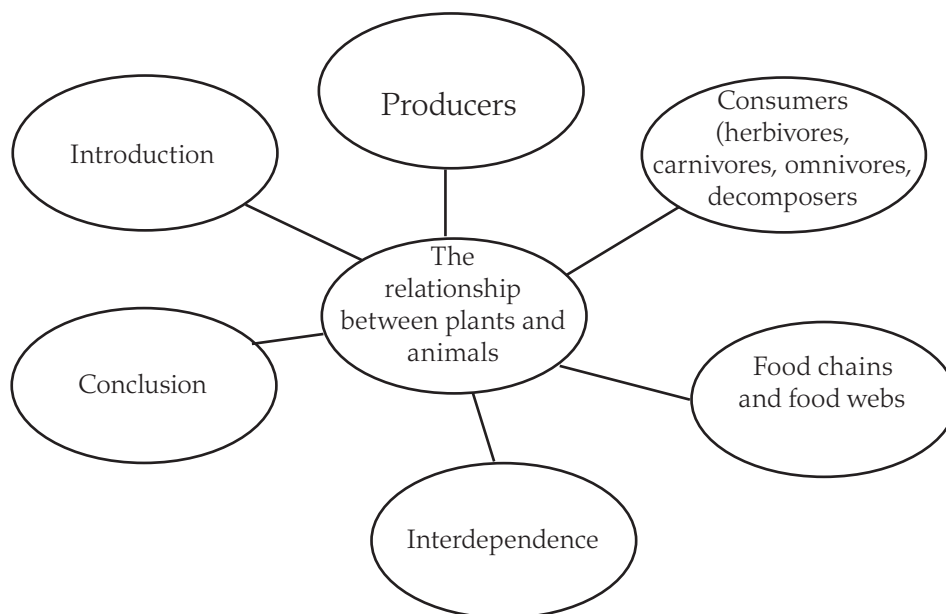 Producers
Consumers
(herbivores,
carnivores, omnivores,
decomposers
Introduction
The
relationship
between plants and
animals
Food chains
and food webs
Conclusion
Interdependence